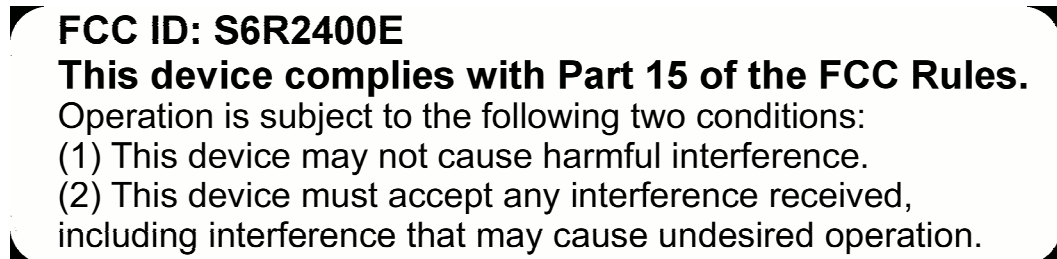 FCC ID: S6R2400E
This device complies with Part 15 of the FCC Rules.
Operation is subject to the following two conditions:
(1) This device may not cause harmful interference.
(2) This device must accept any interference received,
including interference that may cause undesired operation.